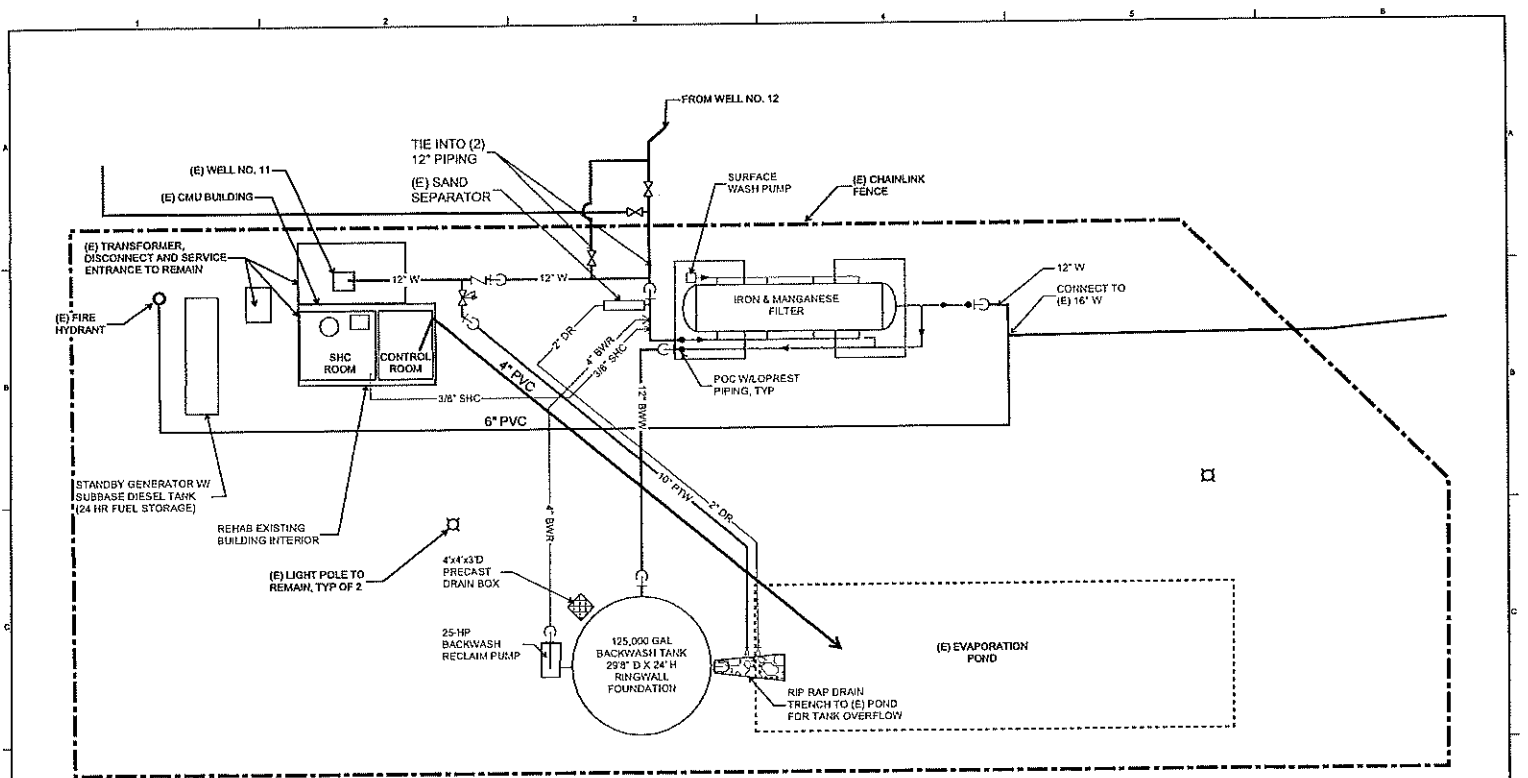 1
2
3
4
5
6
A
A
B
B
C
C
FROM WELL NO. 12
TIE INTO (2)
12" PIPING
(E) SAND
SEPARATOR
(E) WELL NO. 11
(E) CMU BUILDING
SURFACE
WASH PUMP
(E) CHAINLINK
FENCE
(E) TRANSFORMER,
DISCONNECT AND SERVICE
ENTRANCE TO REMAIN
12" W
12" W
12" W
CONNECT TO
(E) 16" W
IRON & MANGANESE
FILTER
(E) FIRE
HYDRANT
SHC
ROOM
CONTROL
ROOM
2" DR
4" BWR
3/8" SHC
4" PVC
3/8" SHC
POC W/LOPREST
PIPING, TYP
12" BWW
6" PVC
STANDBY GENERATOR W/
SUBBASE DIESEL TANK
(24 HR FUEL STORAGE)
REHAB EXISTING
BUILDING INTERIOR
10" PTW
2" DR
4" BWR
(E) LIGHT POLE TO
REMAIN, TYP OF 2
4'x4'x3'D
PRECAST
DRAIN BOX
25-HP
BACKWASH
RECLAIM PUMP
125,000 GAL
BACKWASH TANK
29'8" D X 24' H
RINGWALL
FOUNDATION
(E) EVAPORATION
POND
RIP RAP DRAIN
TRENCH TO (E) POND
FOR TANK OVERFLOW